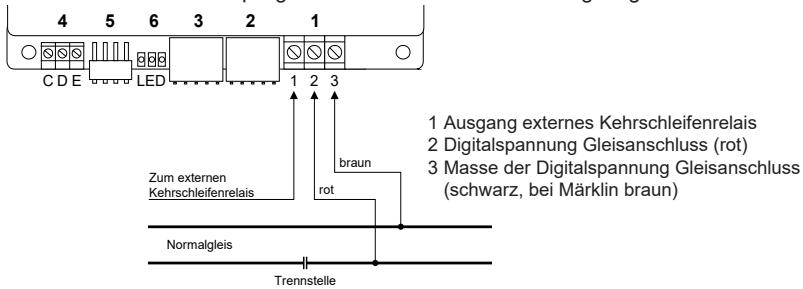 4 5 6 3 2 1
C D E LED 1 2 3
1 Ausgang externes Kehrschleifenrelais
2 Digitalspannung Gleisanschluss (rot)
3 Masse der Digitalspannung Gleisanschluss
(schwarz, bei Märklin braun)
braun
Zum externen
Kehrschleifenrelais
rot
Normalgleis
Trennstelle